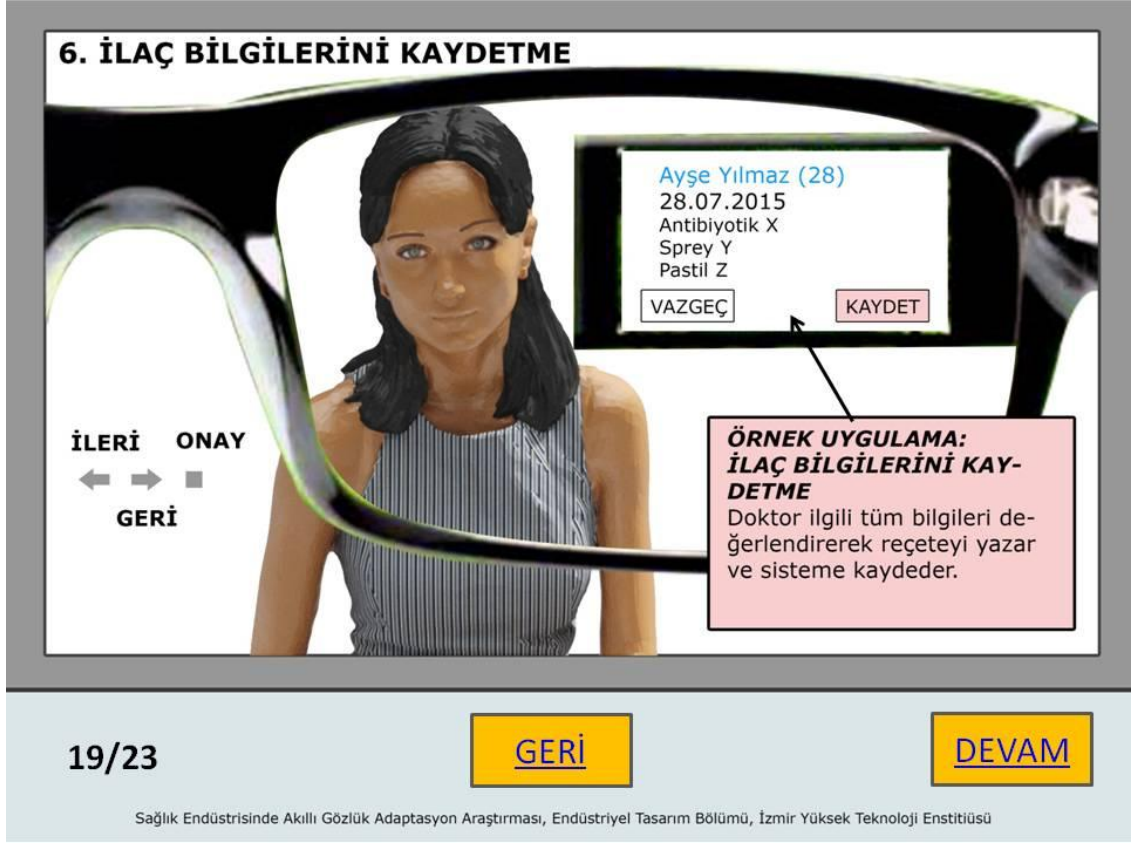 6. İLAÇ BİLGİLERİNİ KAYDETME
Ayşe Yılmaz (28)
28.07.2015
Antibiyotik X
Sprey Y
Pastil Z
VAZGEÇ KAYDET
İLERİ ONAY
GERİ
ÖRNEK UYGULAMA:
İLAÇ BİLGİLERİNİ KAY-
DETME
Doktor ilgili tüm bilgileri de-
ğerlendirerek reçeteyi yazar
ve sisteme kaydeder.
19/23
GERİ
DEVAM
Sağlık Endüstrisinde Akıllı Gözlük Adaptasyon Araştırması, Endüstriyel Tasarım Bölümü, İzmir Yüksek Teknoloji Enstitiüsü